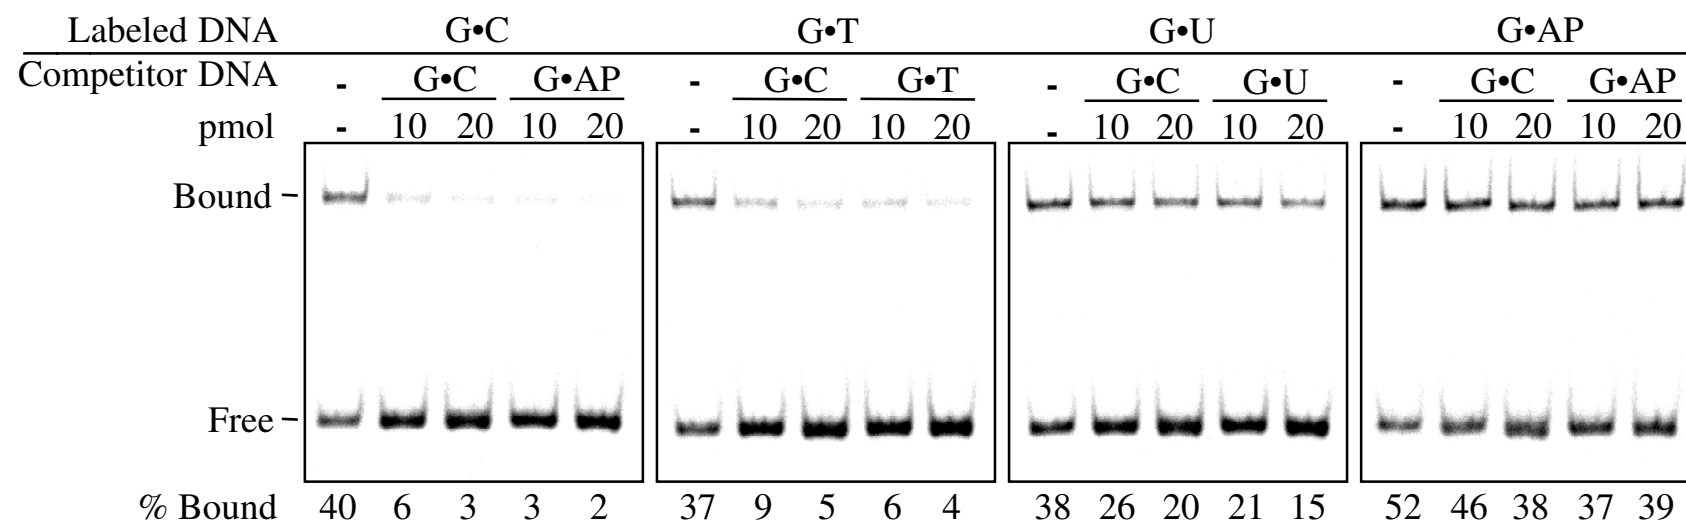 Labeled DNA G•C G•T G•U G•AP
Competitor DNA - G•C G•AP - G•C G•T - G•C G•U - G•C G•AP
pmol - 10 20 10 20 - 10 20 10 20 - 10 20 10 20 - 10 20 10 20
Bound
Free
% Bound 40 6 3 3 2 37 9 5 6 4 38 26 20 21 15 52 46 38 37 39